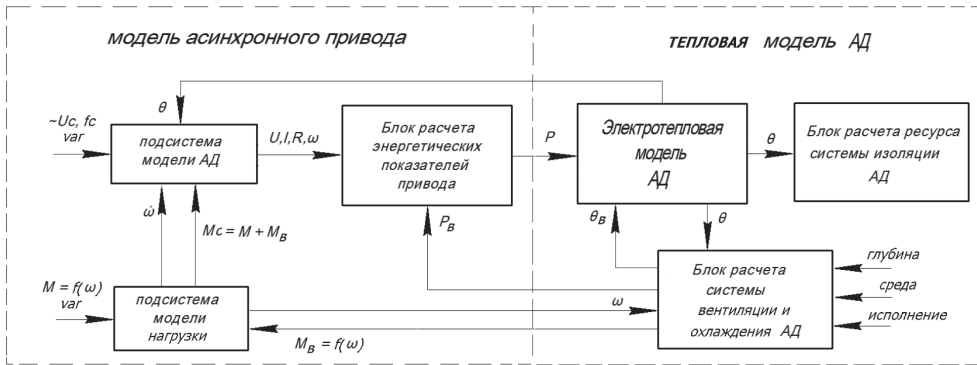 модель асинхронного привода
ТЕПЛОВАЯ модель АД
θ
~Uc, fc
var
подсистема
модели АД
U,I,R,ω
Блок расчета
энергетических
показателей
привода
P
Электротепловая
модель
АД
θ
Блок расчета ресурса
системы изоляции
АД
ω̇
Mc = M + MВ
PВ
θВ
θ
M = f(ω)
var
подсистема
модели
нагрузки
ω
MВ = f(ω)
Блок расчета
системы
вентиляции и
охлаждения АД
глубина
среда
исполнение